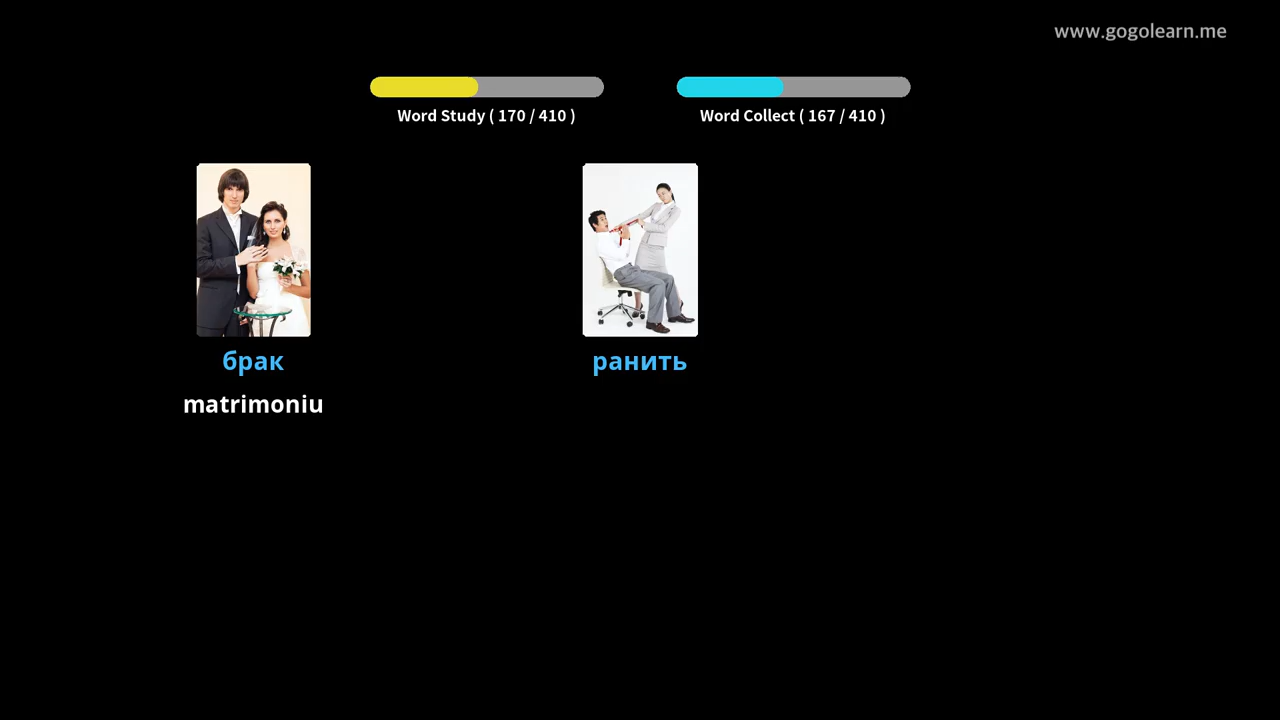 www.gogolearn.me
Word Study ( 170 / 410 )
Word Collect ( 167 / 410 )
брак
ранить
matrimoniu